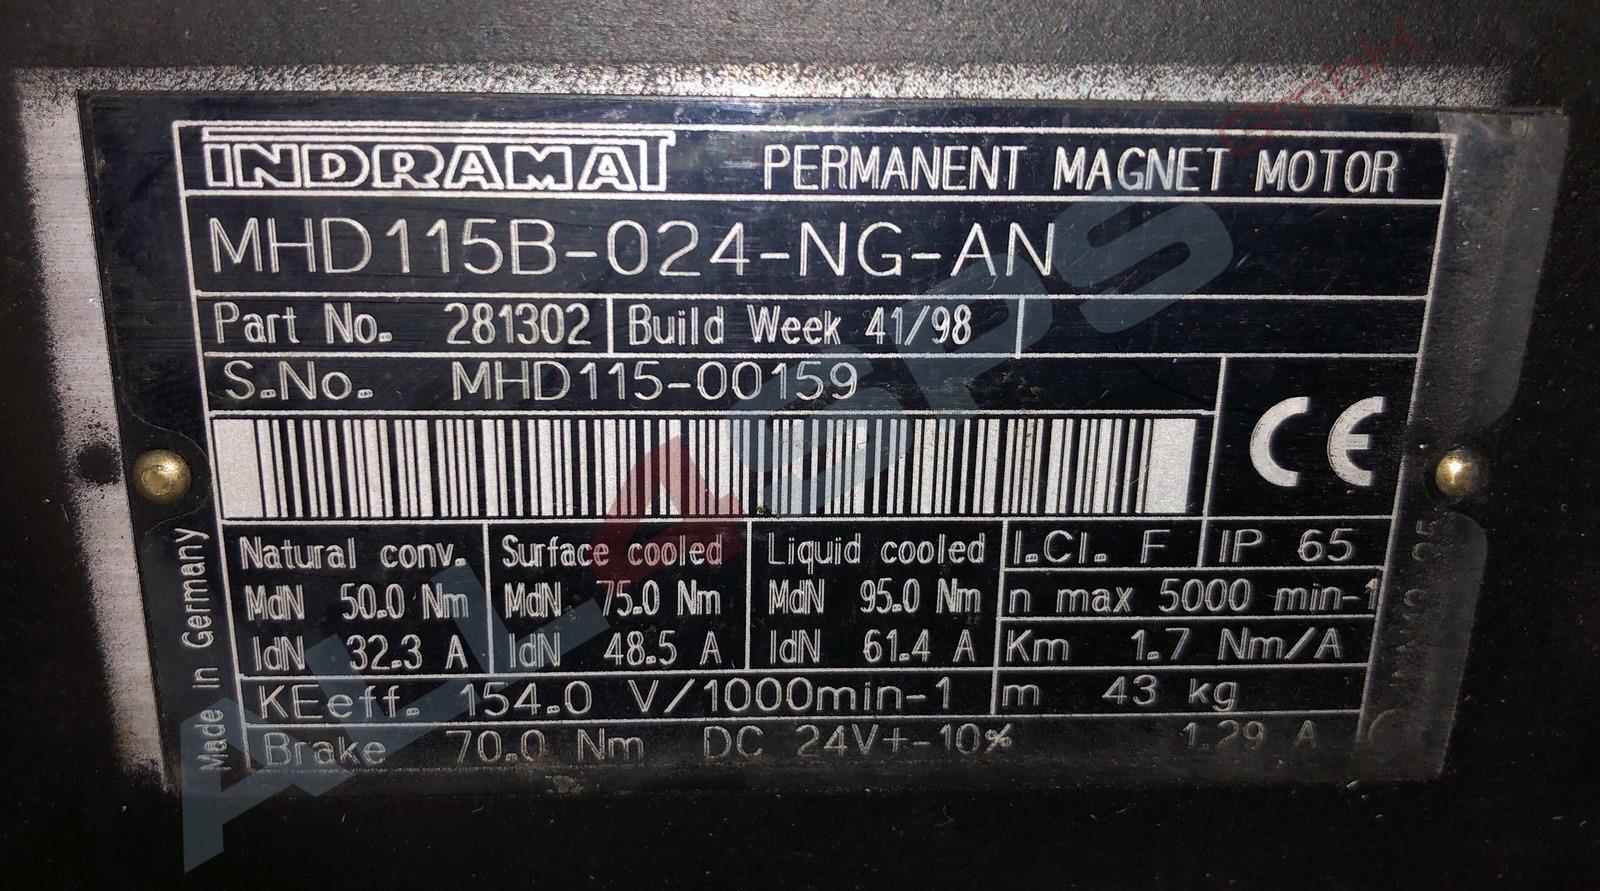 INDRAMAT PERMANENT MAGNET MOTOR
MHD115B-024-NG-AN
Part No. 281302 Build Week 41/98
S.No. MHD115-00159
CE
Natural conv. Surface cooled Liquid cooled I.Cl. F IP 65
MdN 50.0 Nm MdN 75.0 Nm MdN 95.0 Nm n max 5000 min-1
IdN 32.3 A IdN 48.5 A IdN 61.4 A Km 1.7 Nm/A
KEeff. 154.0 V/1000min-1 m 43 kg
Brake 70.0 Nm DC 24V+-10% 1.29 A
Made in Germany
ALL4SPS
GmbH